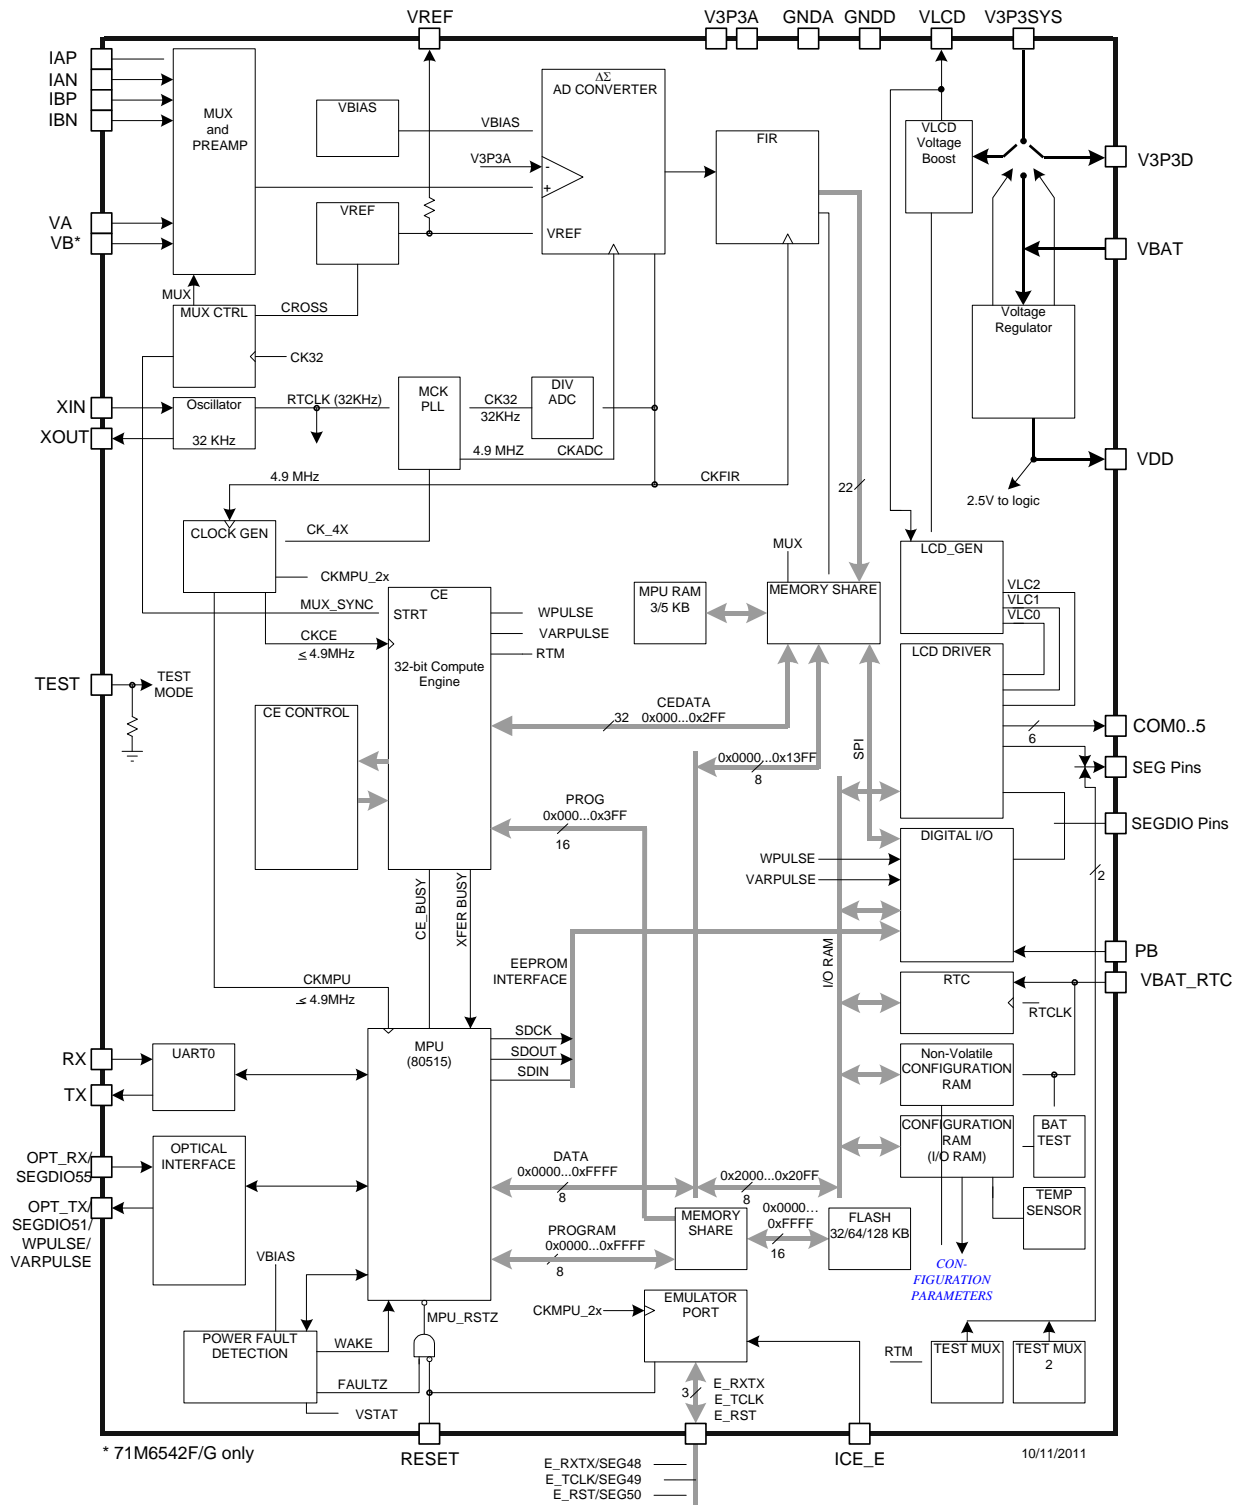 VREF
V3P3A
GNDA
GNDD
VLCD
V3P3SYS
IAP
IAN
IBP
IBN
VA
VB*
XIN
XOUT
TEST
RX
TX
OPT_RX/
SEGDIO55
OPT_TX/
SEGDIO51/
WPULSE/
VARPULSE
MUX
and
PREAMP
VBIAS
VBIAS
V3P3A
ΔΣ
AD CONVERTER
-
+
VREF
VREF
FIR
VLCD
Voltage
Boost
V3P3D
VBAT
Voltage
Regulator
VDD
2.5V to logic
MUX
MUX CTRL
CROSS
CK32
Oscillator
32 KHz
RTCLK (32KHz)
MCK
PLL
CK32
32KHz
DIV
ADC
4.9 MHZ
CKADC
4.9 MHz
CKFIR
22
CLOCK GEN
CK_4X
CKMPU_2x
MUX_SYNC
CKCE
≤ 4.9MHz
CE
STRT
32-bit Compute
Engine
WPULSE
VARPULSE
RTM
MUX
MPU RAM
3/5 KB
MEMORY SHARE
LCD_GEN
VLC2
VLC1
VLC0
LCD DRIVER
TEST
MODE
CE CONTROL
CEDATA
32
0x000...0x2FF
0x0000...0x13FF
8
SPI
6
COM0..5
SEG Pins
SEGDIO Pins
PROG
0x000...0x3FF
16
DIGITAL I/O
WPULSE
VARPULSE
2
CE_BUSY
XFER BUSY
EEPROM
INTERFACE
I/O RAM
PB
VBAT_RTC
RTC
RTCLK
CKMPU
≤ 4.9MHz
MPU
(80515)
SDCK
SDOUT
SDIN
UART0
Non-Volatile
CONFIGURATION
RAM
CONFIGURATION
RAM
(I/O RAM)
BAT
TEST
OPTICAL
INTERFACE
DATA
0x0000...0xFFFF
8
0x2000...0x20FF
8
TEMP
SENSOR
MEMORY
SHARE
0x0000...
0xFFFF
16
FLASH
32/64/128 KB
PROGRAM
0x0000...0xFFFF
8
CON-
FIGURATION
PARAMETERS
VBIAS
MPU_RSTZ
CKMPU_2x
EMULATOR
PORT
POWER FAULT
DETECTION
WAKE
FAULTZ
VSTAT
RTM
TEST MUX
TEST MUX
2
3
E_RXTX
E_TCLK
E_RST
* 71M6542F/G only
RESET
ICE_E
10/11/2011
E_RXTX/SEG48
E_TCLK/SEG49
E_RST/SEG50